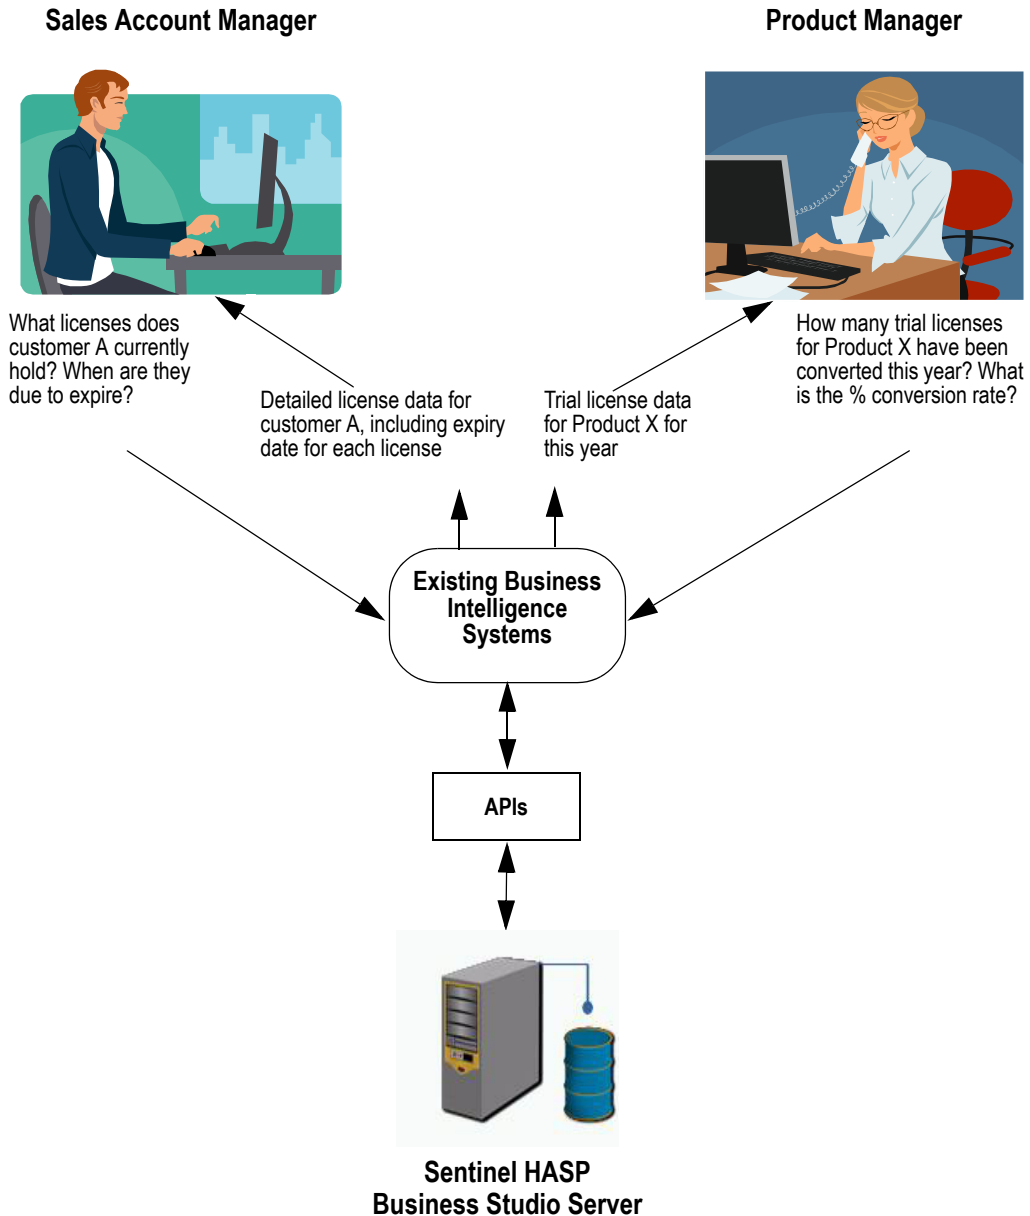 Sales Account Manager
Product Manager
What licenses does
customer A currently
hold? When are they
due to expire?
How many trial licenses
for Product X have been
converted this year? What
is the % conversion rate?
Detailed license data for
customer A, including expiry
date for each license
Trial license data
for Product X for
this year
Existing Business
Intelligence
Systems
APIs
Sentinel HASP
Business Studio Server